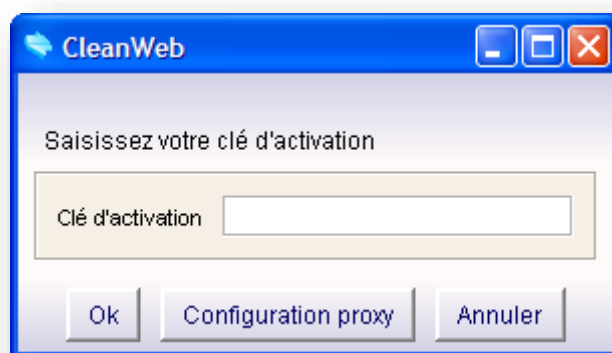 CleanWeb
Saisissez votre clé d'activation
Clé d'activation
Ok Configuration proxy Annuler